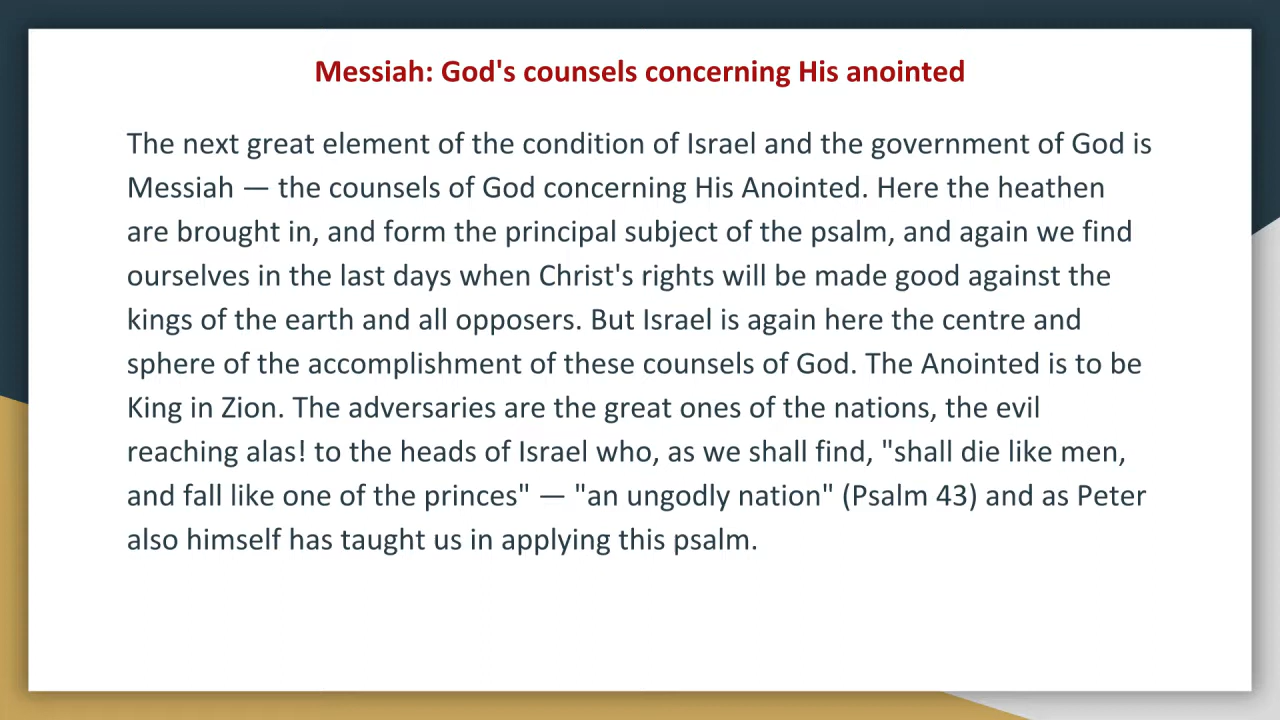 Messiah: God's counsels concerning His anointed
The next great element of the condition of Israel and the government of God is
Messiah — the counsels of God concerning His Anointed. Here the heathen
are brought in, and form the principal subject of the psalm, and again we find
ourselves in the last days when Christ's rights will be made good against the
kings of the earth and all opposers. But Israel is again here the centre and
sphere of the accomplishment of these counsels of God. The Anointed is to be
King in Zion. The adversaries are the great ones of the nations, the evil
reaching alas! to the heads of Israel who, as we shall find, "shall die like men,
and fall like one of the princes" — "an ungodly nation" (Psalm 43) and as Peter
also himself has taught us in applying this psalm.